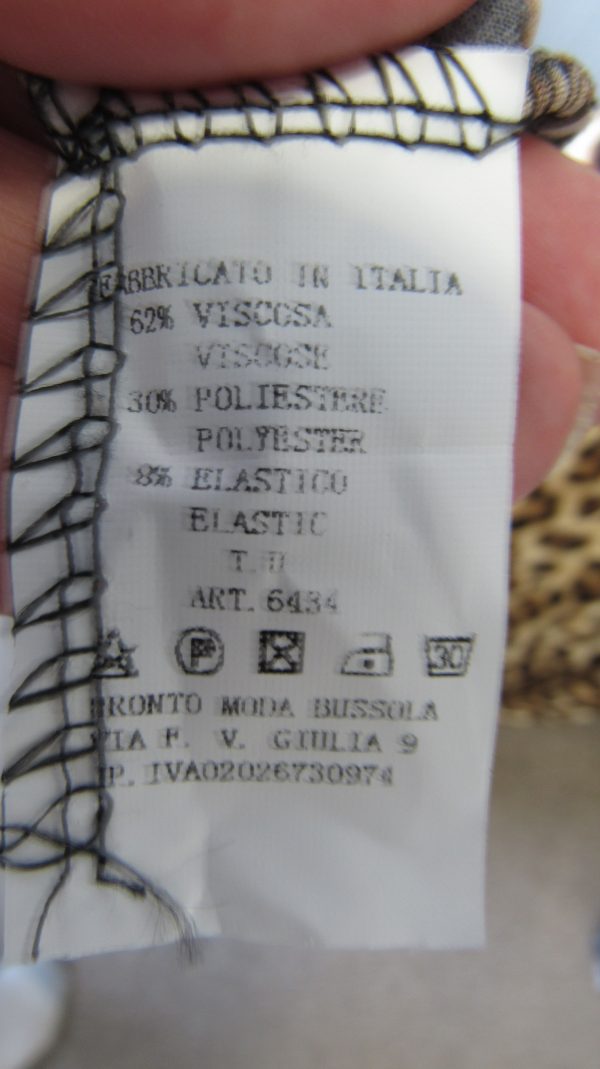 FABBRICATO IN ITALIA
62% VISCOSA
VISCOSE
30% POLIESTERE
POLYESTER
8% ELASTICO
ELASTIC
T.U
ART. 6434
P 30
PRONTO MODA BUSSOLA
VIA F. V. GIULIA 9
P. IVA02026730974